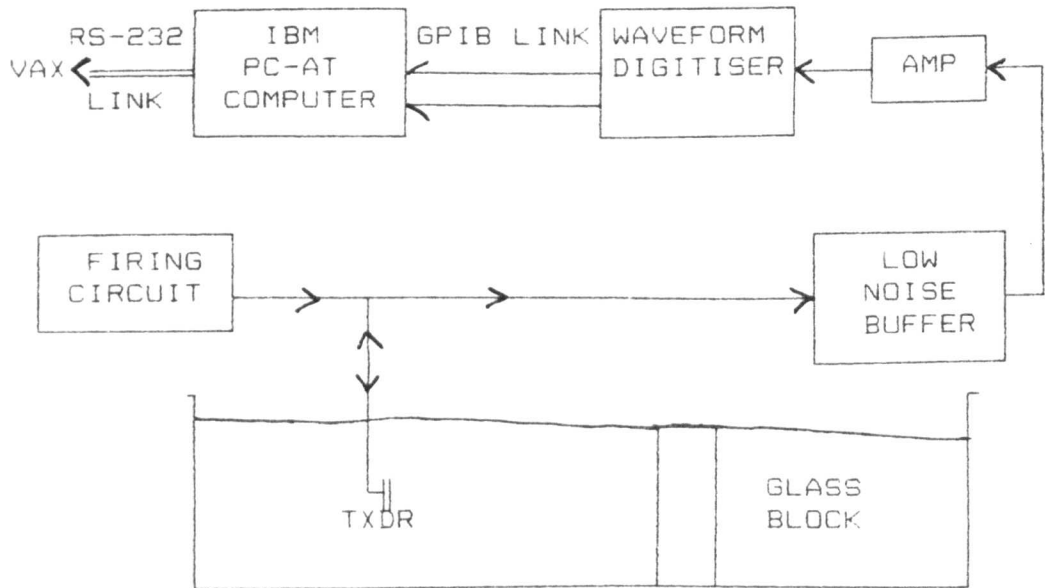 RS-232
VAX
LINK
IBM
PC-AT
COMPUTER
GPIB LINK
WAVEFORM
DIGITISER
AMP
FIRING
CIRCUIT
LOW
NOISE
BUFFER
TXDR
GLASS
BLOCK